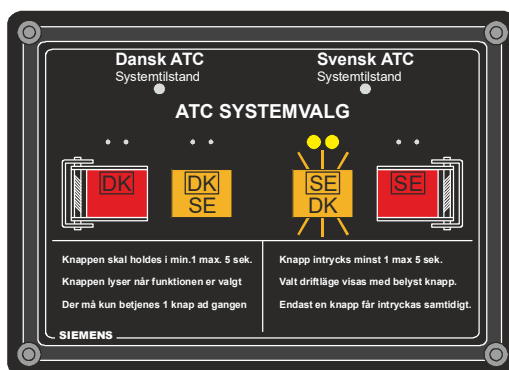 Dansk ATC
Systemtilstand
Svensk ATC
Systemtilstand
ATC SYSTEMVALG
DK
DK
SE
SE
DK
SE
Knappen skal holdes i min.1 max. 5 sek.
Knappen lyser når funktionen er valgt
Der må kun betjenes 1 knap ad gangen
Knapp intrycks minst 1 max 5 sek.
Valt driftläge visas med belyst knapp.
Endast en knapp får intryckas samtidigt.
SIEMENS